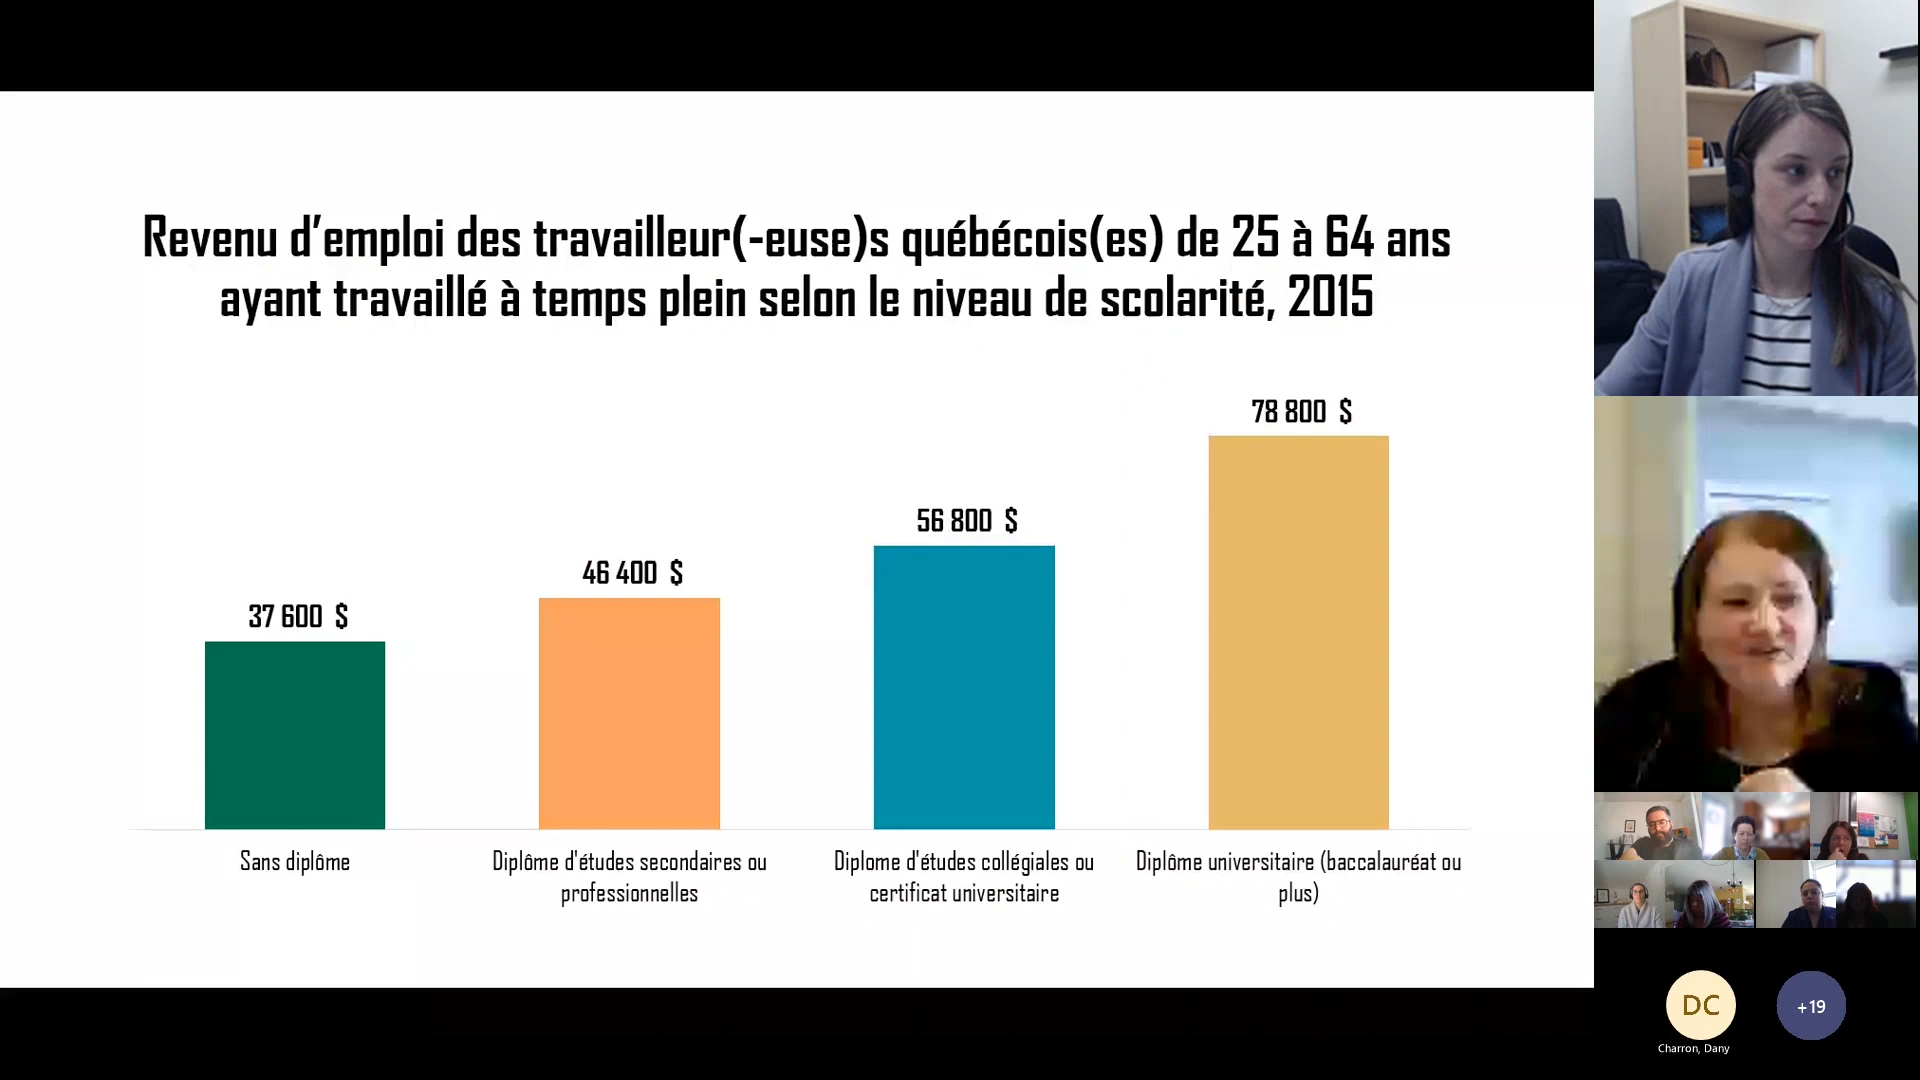 Revenu d’emploi des travailleur(-euse)s québécois(es) de 25 à 64 ans
ayant travaillé à temps plein selon le niveau de scolarité, 2015
37 600 $
46 400 $
56 800 $
78 800 $
Sans diplôme
Diplôme d'études secondaires ou
professionnelles
Diplome d'études collégiales ou
certificat universitaire
Diplôme universitaire (baccalauréat ou
plus)
DC
+19
Charron, Dany